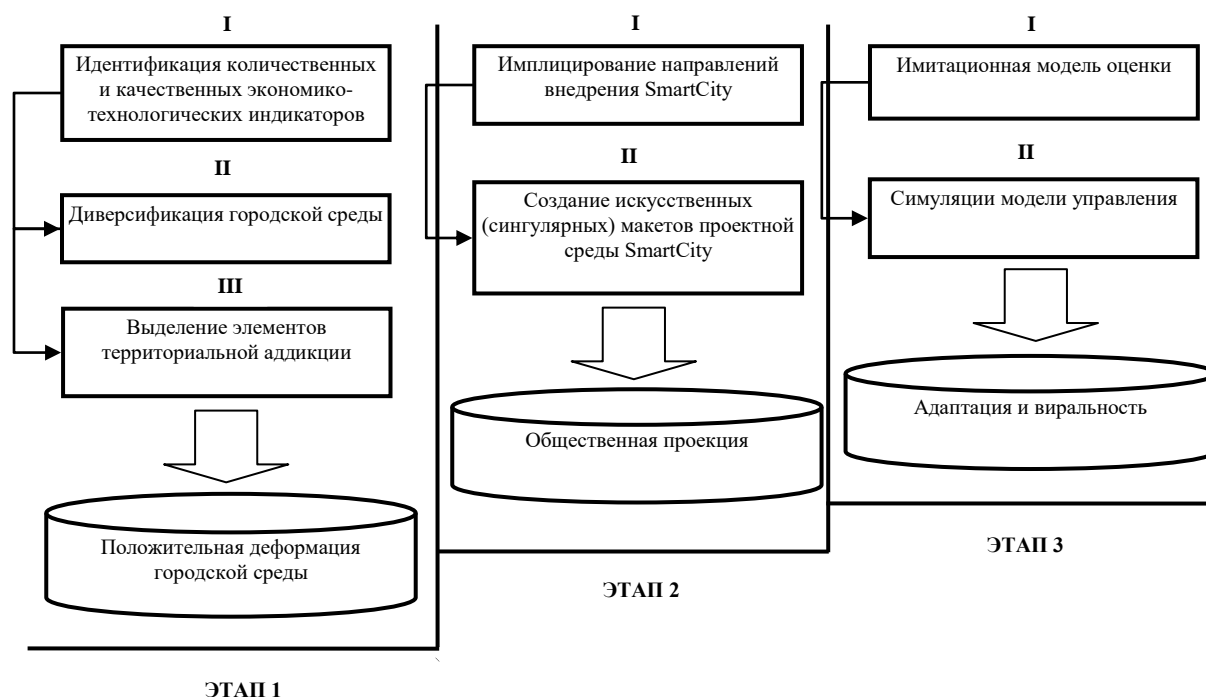 I
Идентификация количественных
и качественных экономико-
технологических индикаторов
II
Диверсификация городской среды
III
Выделение элементов
территориальной аддикции
Положительная деформация
городской среды
ЭТАП 1
I
Имплицирование направлений
внедрения SmartCity
II
Создание искусственных
(сингулярных) макетов проектной
среды SmartCity
Общественная проекция
ЭТАП 2
I
Имитационная модель оценки
II
Симуляции модели управления
Адаптация и виральность
ЭТАП 3